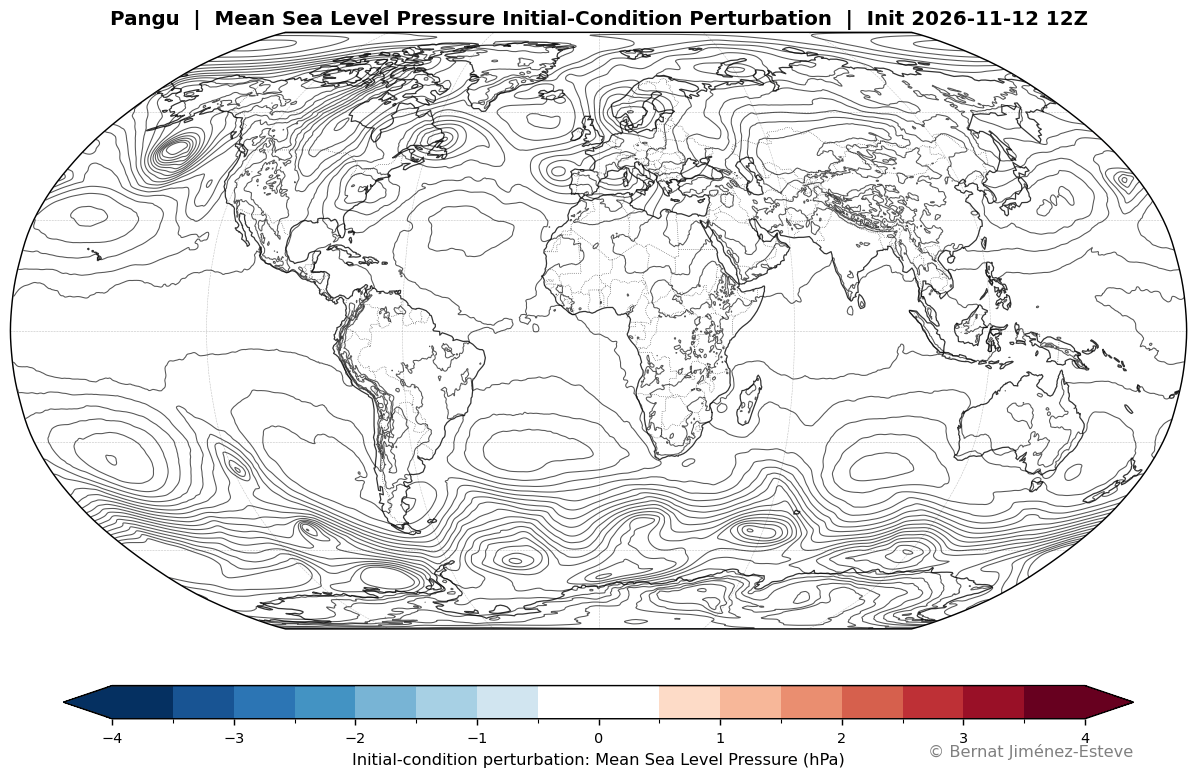 Pangu | Mean Sea Level Pressure Initial-Condition Perturbation | Init 2026-11-12 12Z
−4 −3 −2 −1 0 1 2 3 4
Initial-condition perturbation: Mean Sea Level Pressure (hPa)
© Bernat Jiménez-Esteve